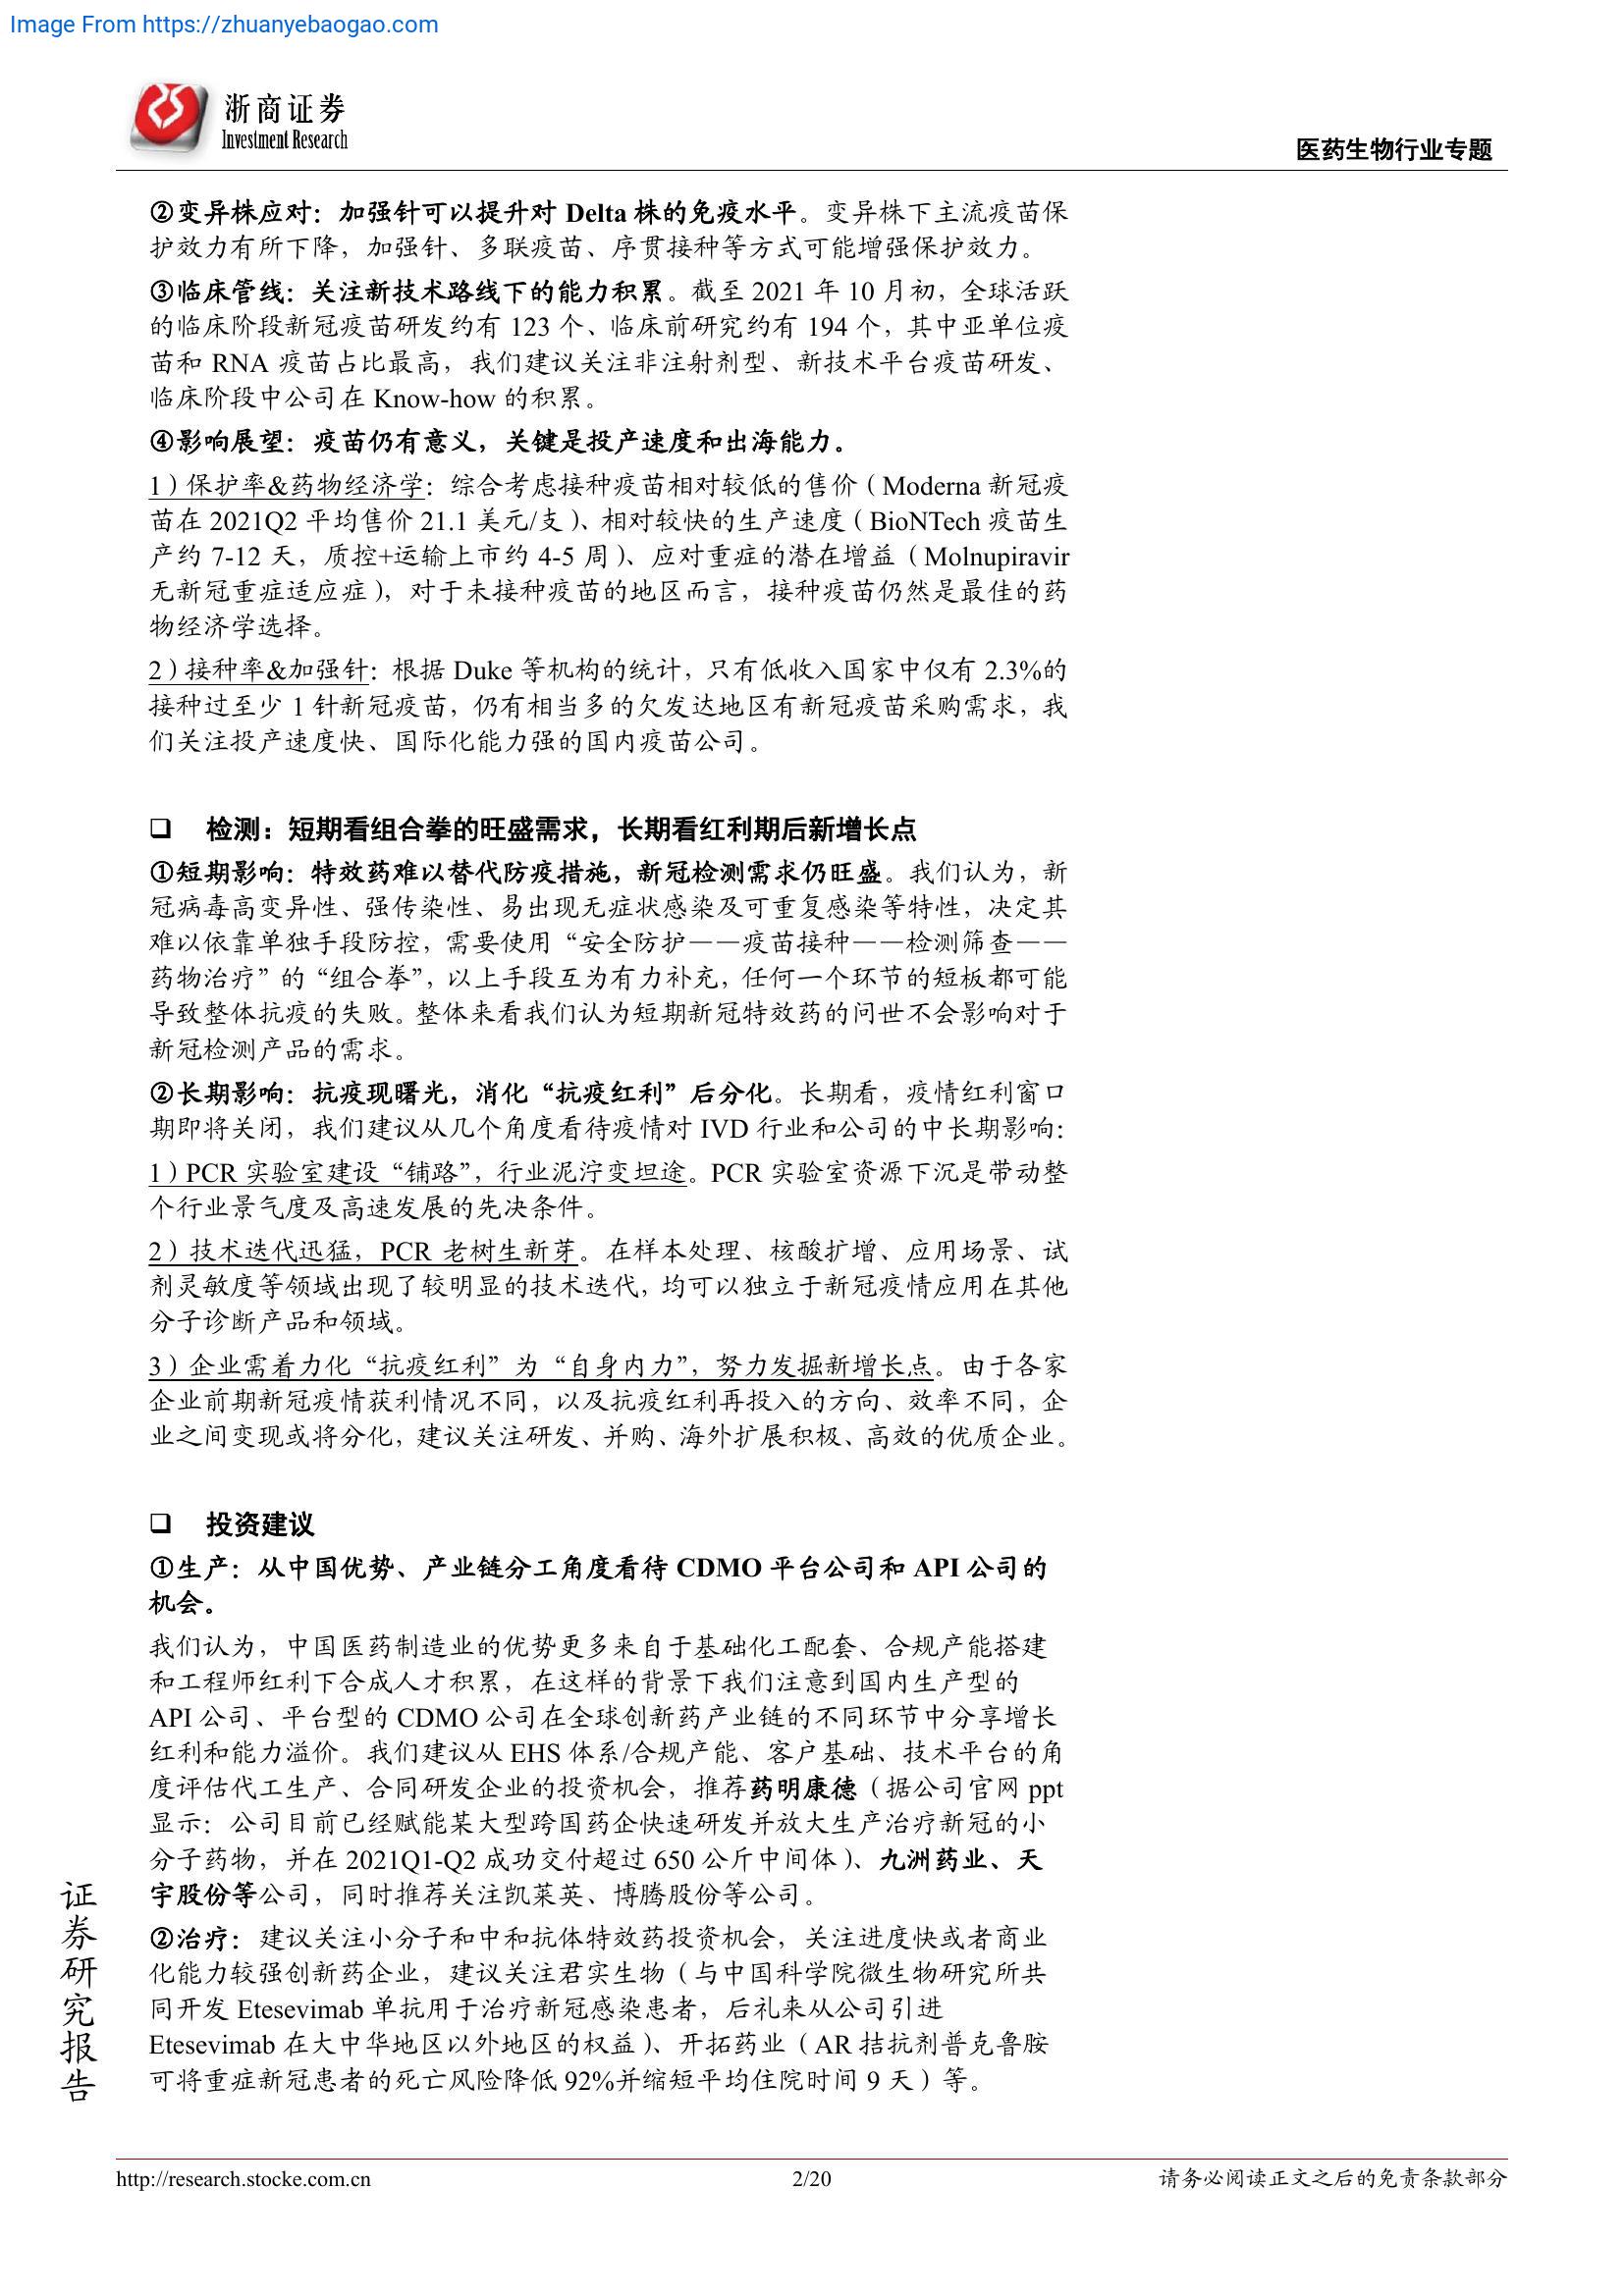 Image From https://zhuanyebaogao.com
浙商证券
Investment Research
医药生物行业专题
②变异株应对：加强针可以提升对 Delta 株的免疫水平。变异株下主流疫苗保
护效力有所下降，加强针、多联疫苗、序贯接种等方式可能增强保护效力。
③临床管线：关注新技术路线下的能力积累。截至 2021 年 10 月初，全球活跃
的临床阶段新冠疫苗研发约有 123 个、临床前研究约有 194 个，其中亚单位疫
苗和 RNA 疫苗占比最高，我们建议关注非注射剂型、新技术平台疫苗研发、
临床阶段中公司在 Know-how 的积累。
④影响展望：疫苗仍有意义，关键是投产速度和出海能力。
1）保护率&药物经济学：综合考虑接种疫苗相对较低的售价（Moderna 新冠疫
苗在 2021Q2 平均售价 21.1 美元/支）、相对较快的生产速度（BioNTech 疫苗生
产约 7-12 天，质控+运输上市约 4-5 周）、应对重症的潜在增益（Molnupiravir
无新冠重症适应症），对于未接种疫苗的地区而言，接种疫苗仍然是最佳的药
物经济学选择。
2）接种率&加强针：根据 Duke 等机构的统计，只有低收入国家中仅有 2.3%的
接种过至少 1 针新冠疫苗，仍有相当多的欠发达地区有新冠疫苗采购需求，我
们关注投产速度快、国际化能力强的国内疫苗公司。
❑ 检测：短期看组合拳的旺盛需求，长期看红利期后新增长点
①短期影响：特效药难以替代防疫措施，新冠检测需求仍旺盛。我们认为，新
冠病毒高变异性、强传染性、易出现无症状感染及可重复感染等特性，决定其
难以依靠单独手段防控，需要使用“安全防护——疫苗接种——检测筛查——
药物治疗”的“组合拳”，以上手段互为有力补充，任何一个环节的短板都可能
导致整体抗疫的失败。整体来看我们认为短期新冠特效药的问世不会影响对于
新冠检测产品的需求。
②长期影响：抗疫现曙光，消化“抗疫红利”后分化。长期看，疫情红利窗口
期即将关闭，我们建议从几个角度看待疫情对 IVD 行业和公司的中长期影响：
1）PCR 实验室建设“铺路”，行业泥泞变坦途。PCR 实验室资源下沉是带动整
个行业景气度及高速发展的先决条件。
2）技术迭代迅猛，PCR 老树生新芽。在样本处理、核酸扩增、应用场景、试
剂灵敏度等领域出现了较明显的技术迭代，均可以独立于新冠疫情应用在其他
分子诊断产品和领域。
3）企业需着力化“抗疫红利”为“自身内力”，努力发掘新增长点。由于各家
企业前期新冠疫情获利情况不同，以及抗疫红利再投入的方向、效率不同，企
业之间变现或将分化，建议关注研发、并购、海外扩展积极、高效的优质企业。
❑ 投资建议
①生产：从中国优势、产业链分工角度看待 CDMO 平台公司和 API 公司的
机会。
我们认为，中国医药制造业的优势更多来自于基础化工配套、合规产能搭建
和工程师红利下合成人才积累，在这样的背景下我们注意到国内生产型的
API 公司、平台型的 CDMO 公司在全球创新药产业链的不同环节中分享增长
红利和能力溢价。我们建议从 EHS 体系/合规产能、客户基础、技术平台的角
度评估代工生产、合同研发企业的投资机会，推荐药明康德（据公司官网 ppt
显示：公司目前已经赋能某大型跨国药企快速研发并放大生产治疗新冠的小
分子药物，并在 2021Q1-Q2 成功交付超过 650 公斤中间体）、九洲药业、天
宇股份等公司，同时推荐关注凯莱英、博腾股份等公司。
②治疗：建议关注小分子和中和抗体特效药投资机会，关注进度快或者商业
化能力较强创新药企业，建议关注君实生物（与中国科学院微生物研究所共
同开发 Etesevimab 单抗用于治疗新冠感染患者，后礼来从公司引进
Etesevimab 在大中华地区以外地区的权益）、开拓药业（AR 拮抗剂普克鲁胺
可将重症新冠患者的死亡风险降低 92%并缩短平均住院时间 9 天）等。
证券研究报告
http://research.stocke.com.cn
2/20
请务必阅读正文之后的免责条款部分